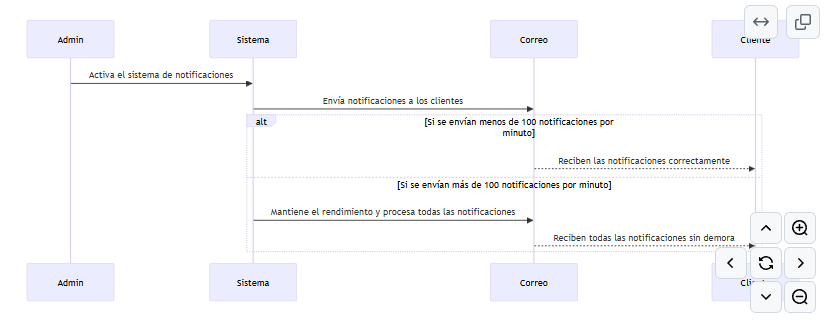 Admin Sistema Correo Cliente
Activa el sistema de notificaciones
Envía notificaciones a los clientes
alt [Si se envían menos de 100 notificaciones por
minuto]
Reciben las notificaciones correctamente
[Si se envían más de 100 notificaciones por minuto]
Mantiene el rendimiento y procesa todas las notificaciones
Reciben todas las notificaciones sin demora
Admin Sistema Correo